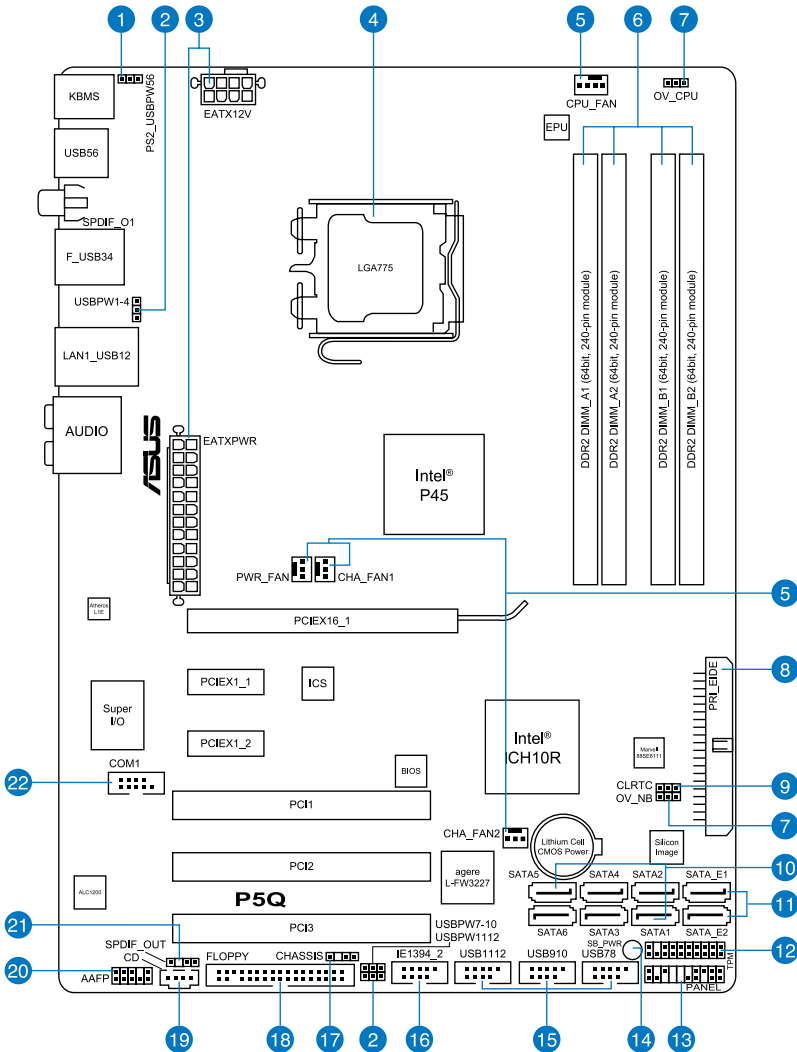 1
2
3
4
5
6
7
KBMS
PS2_USBPW56
EATX12V
CPU_FAN
OV_CPU
EPU
USB56
SPDIF_O1
F_USB34
LGA775
USBPW1-4
LAN1_USB12
DDR2 DIMM_A1 (64bit, 240-pin module)
DDR2 DIMM_A2 (64bit, 240-pin module)
DDR2 DIMM_B1 (64bit, 240-pin module)
DDR2 DIMM_B2 (64bit, 240-pin module)
AUDIO
ASUS
EATXPWR
Intel®
P45
PWR_FAN
CHA_FAN1
5
Atheros
L1E
PCIEX16_1
8
PRI_EIDE
PCIEX1_1
ICS
Super
I/O
Intel®
ICH10R
PCIEX1_2
Marvell
88SE6111
COM1
BIOS
22
CLRTC
9
OV_NB
7
PCI1
CHA_FAN2
Lithium Cell
CMOS Power
Silicon
Image
10
PCI2
agere
L-FW3227
SATA5
SATA4
SATA2
SATA_E1
11
ALC1200
P5Q
PCI3
USBPW7-10
USBPW1112
SATA6
SATA3
SATA1
SATA_E2
21
SPDIF_OUT
CD
FLOPPY
CHASSIS
IE1394_2
USB1112
USB910
USB78
SB_PWR
12
TPM
20
AAFP
PANEL
19
18
17
2
16
15
14
13